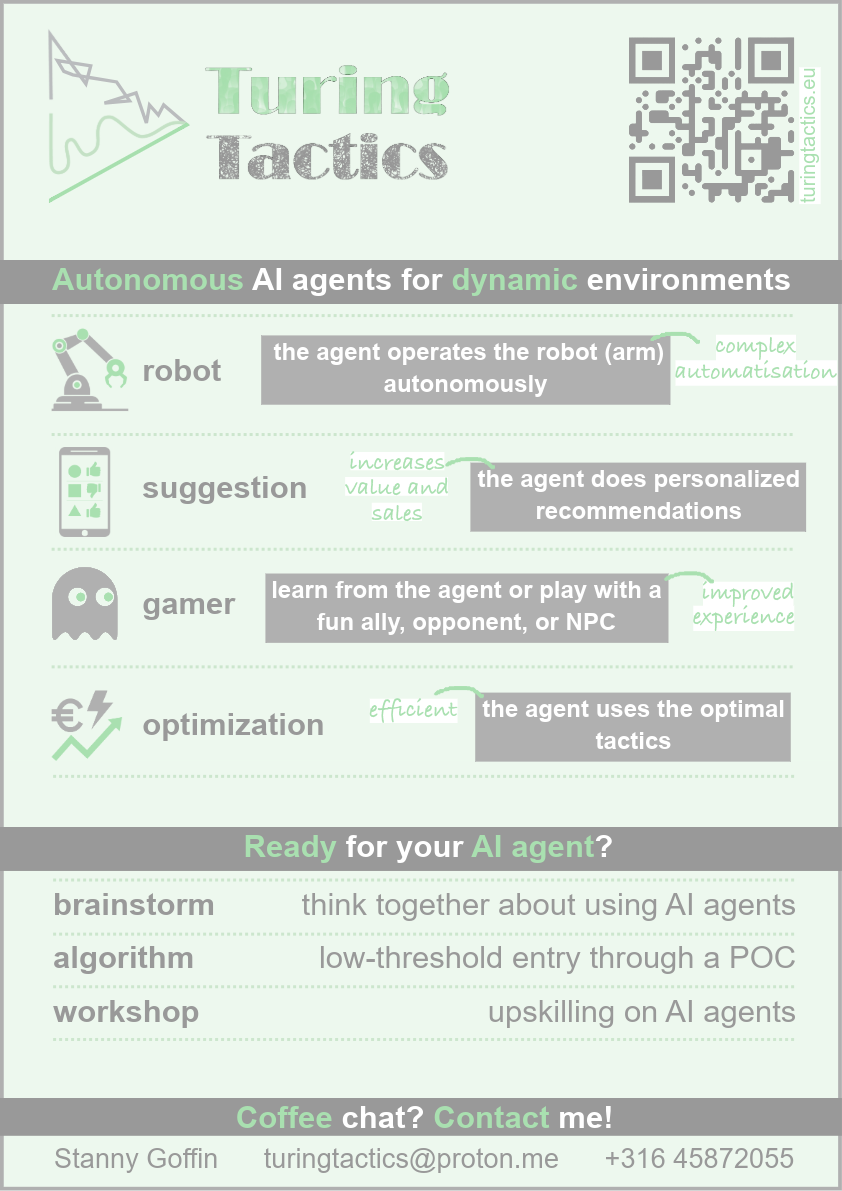 Turing
Tactics
turingtactics.eu
Autonomous AI agents for dynamic environments
robot
the agent operates the robot (arm)
autonomously
complex
automatisation
suggestion
increases
value and
sales
the agent does personalized
recommendations
gamer
learn from the agent or play with a
fun ally, opponent, or NPC
improved
experience
€
optimization
efficient
the agent uses the optimal
tactics
Ready for your AI agent?
brainstorm think together about using AI agents
algorithm low-threshold entry through a POC
workshop upskilling on AI agents
Coffee chat? Contact me!
Stanny Goffin turingtactics@proton.me +316 45872055